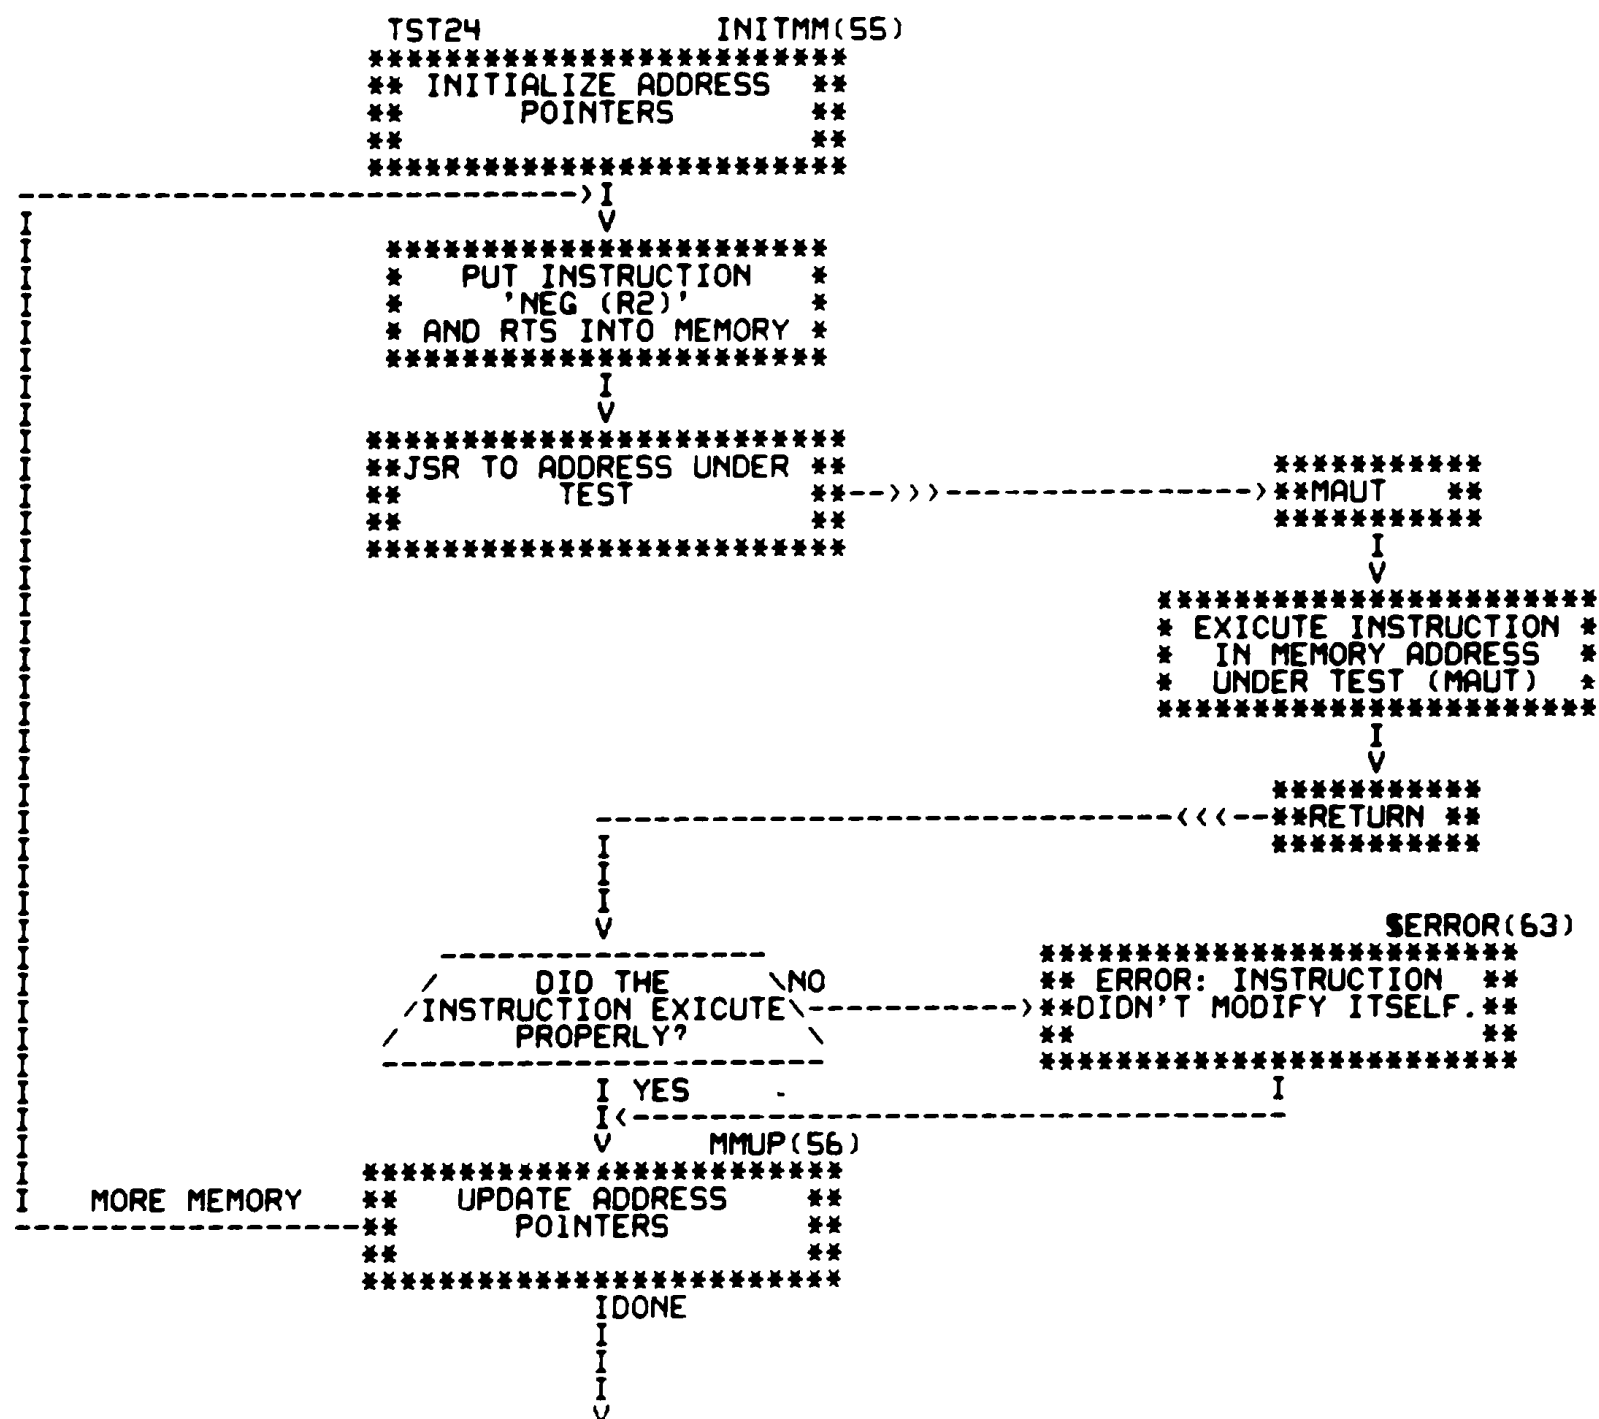 TST24 INITMM(55)
INITIALIZE ADDRESS
POINTERS
PUT INSTRUCTION
'NEG (R2)'
AND RTS INTO MEMORY
JSR TO ADDRESS UNDER
TEST
MAUT
EXICUTE INSTRUCTION
IN MEMORY ADDRESS
UNDER TEST (MAUT)
RETURN
$ERROR(63)
DID THE
INSTRUCTION EXICUTE
PROPERLY?
NO
ERROR: INSTRUCTION
DIDN'T MODIFY ITSELF.
YES
MMUP(56)
MORE MEMORY
UPDATE ADDRESS
POINTERS
DONE